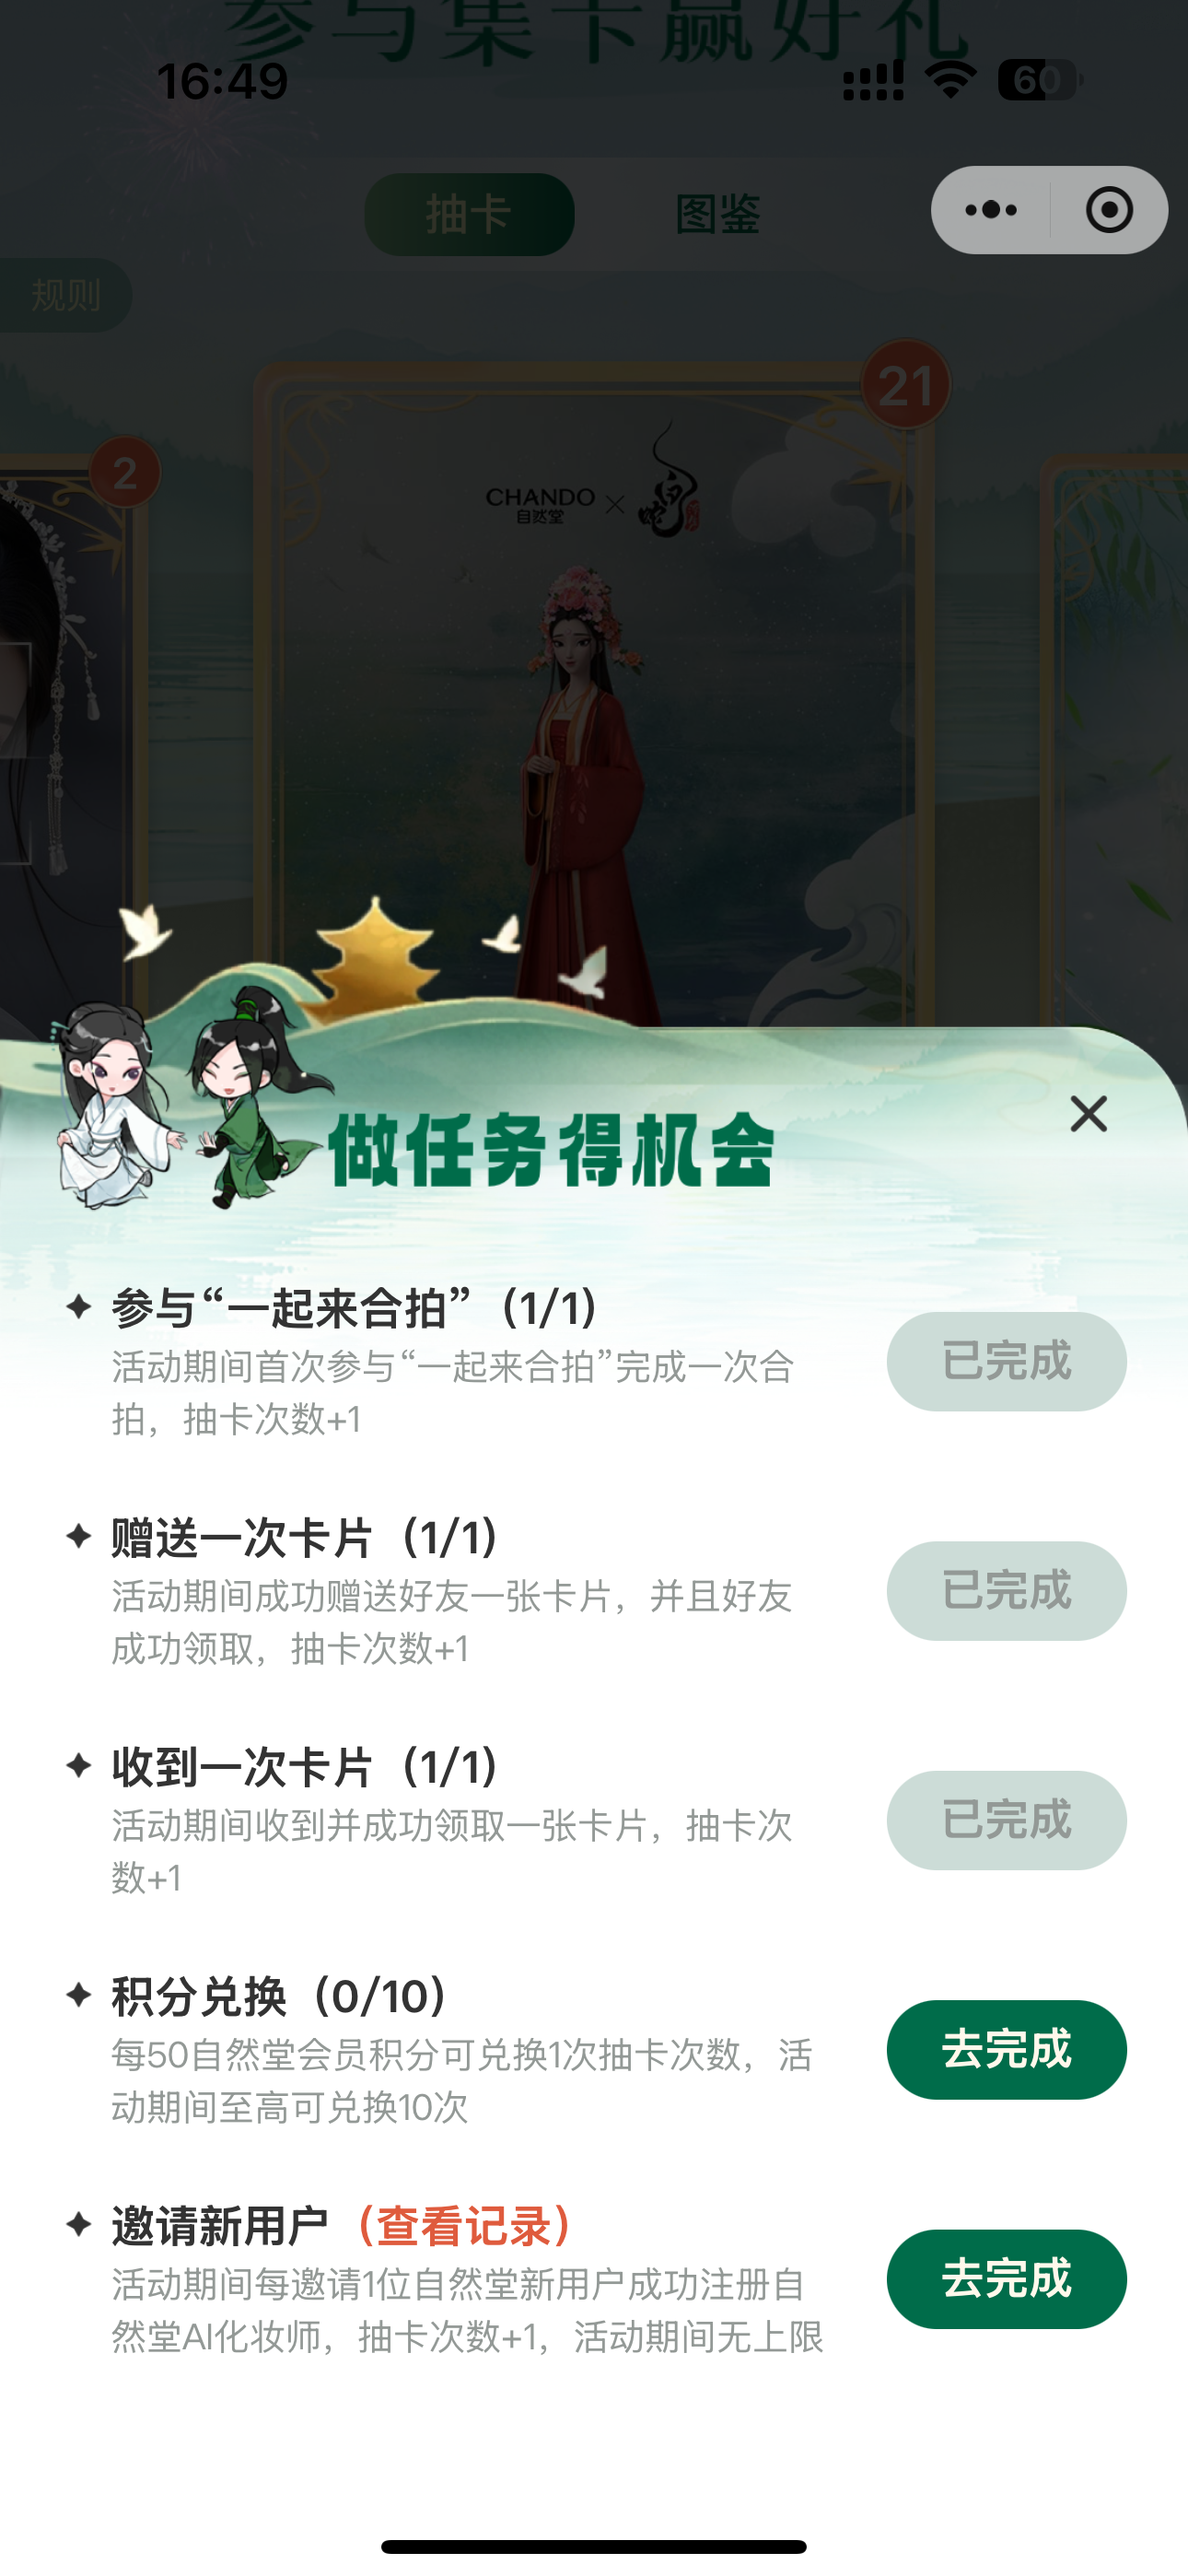 参与集卡赢好礼
16:49
60
抽卡
图鉴
规则
21
2
CHANDO
自然堂
×
做任务得机会
参与“一起来合拍”（1/1）
活动期间首次参与“一起来合拍”完成一次合
拍，抽卡次数+1
已完成
赠送一次卡片（1/1）
活动期间成功赠送好友一张卡片，并且好友
成功领取，抽卡次数+1
已完成
收到一次卡片（1/1）
活动期间收到并成功领取一张卡片，抽卡次
数+1
已完成
积分兑换（0/10）
每50自然堂会员积分可兑换1次抽卡次数，活
动期间至高可兑换10次
去完成
邀请新用户（查看记录）
活动期间每邀请1位自然堂新用户成功注册自
然堂AI化妆师，抽卡次数+1，活动期间无上限
去完成